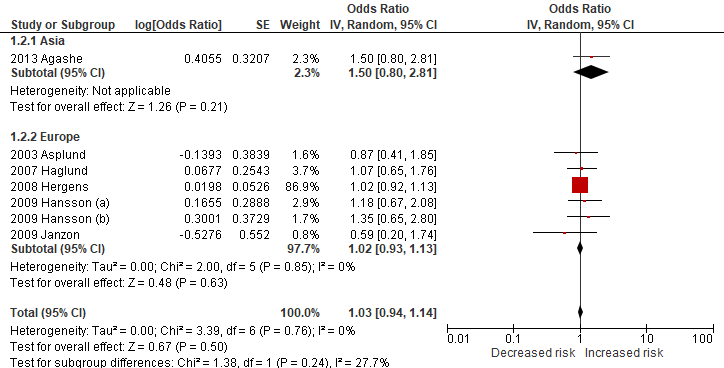 Odds Ratio Odds Ratio
Study or Subgroup log[Odds Ratio] SE Weight IV, Random, 95% CI IV, Random, 95% CI
1.2.1 Asia
2013 Agashe 0.4055 0.3207 2.3% 1.50 [0.80, 2.81]
Subtotal (95% CI) 2.3% 1.50 [0.80, 2.81]
Heterogeneity: Not applicable
Test for overall effect: Z = 1.26 (P = 0.21)
1.2.2 Europe
2003 Asplund -0.1393 0.3839 1.6% 0.87 [0.41, 1.85]
2007 Haglund 0.0677 0.2543 3.7% 1.07 [0.65, 1.76]
2008 Hergens 0.0198 0.0526 86.9% 1.02 [0.92, 1.13]
2009 Hansson (a) 0.1655 0.2888 2.9% 1.18 [0.67, 2.08]
2009 Hansson (b) 0.3001 0.3729 1.7% 1.35 [0.65, 2.80]
2009 Janzon -0.5276 0.552 0.8% 0.59 [0.20, 1.74]
Subtotal (95% CI) 97.7% 1.02 [0.93, 1.13]
Heterogeneity: Tau² = 0.00; Chi² = 2.00, df = 5 (P = 0.85); I² = 0%
Test for overall effect: Z = 0.48 (P = 0.63)
Total (95% CI) 100.0% 1.03 [0.94, 1.14]
Heterogeneity: Tau² = 0.00; Chi² = 3.39, df = 6 (P = 0.76); I² = 0%
Test for overall effect: Z = 0.67 (P = 0.50)
Test for subgroup differences: Chi² = 1.38, df = 1 (P = 0.24), I² = 27.7%
0.01 0.1 1 10 100
Decreased risk Increased risk